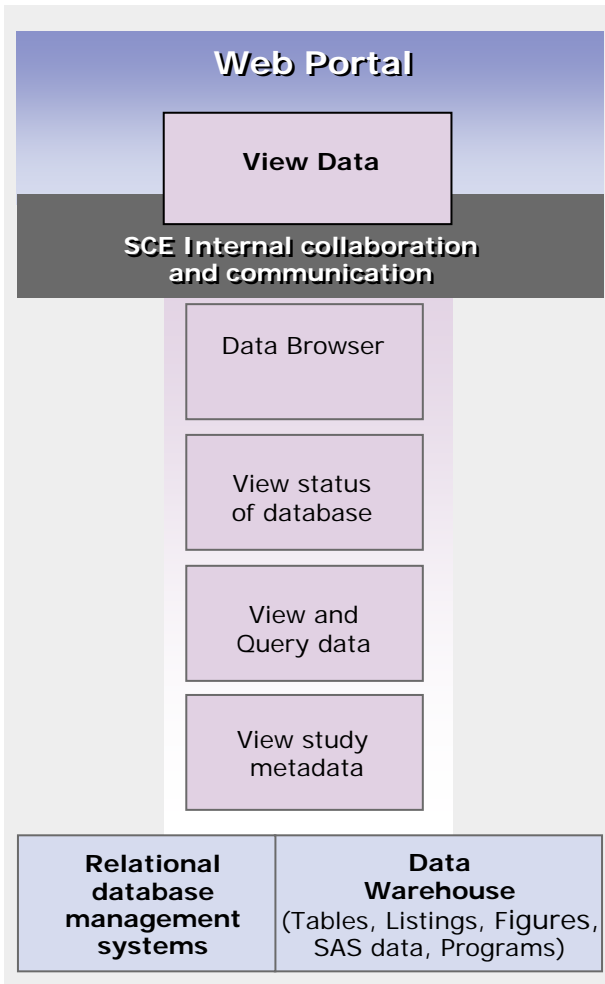 Web Portal
View Data
SCE Internal collaboration
and communication
Data Browser
View status
of database
View and
Query data
View study
metadata
Relational
database
management
systems
Data
Warehouse
(Tables, Listings, Figures,
SAS data, Programs)